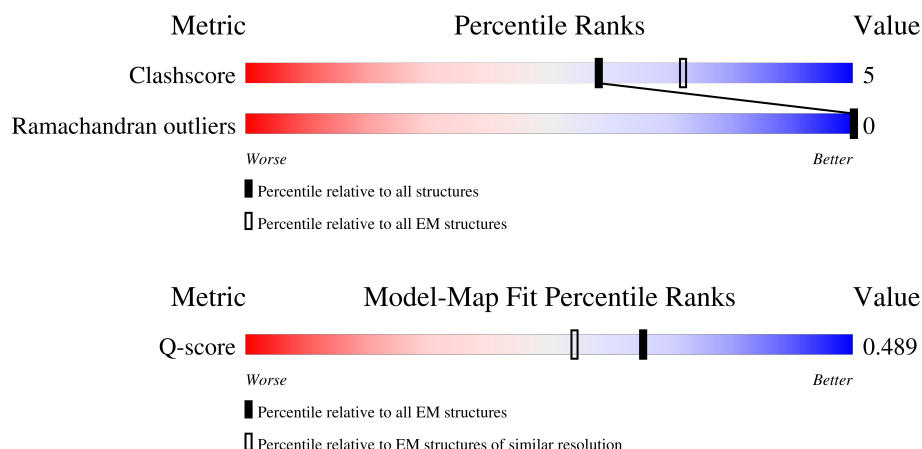 Metric Percentile Ranks Value
Clashscore 5
Ramachandran outliers 0
Worse Better
Percentile relative to all structures
Percentile relative to all EM structures
Metric Model-Map Fit Percentile Ranks Value
Q-score 0.489
Worse Better
Percentile relative to all EM structures
Percentile relative to EM structures of similar resolution